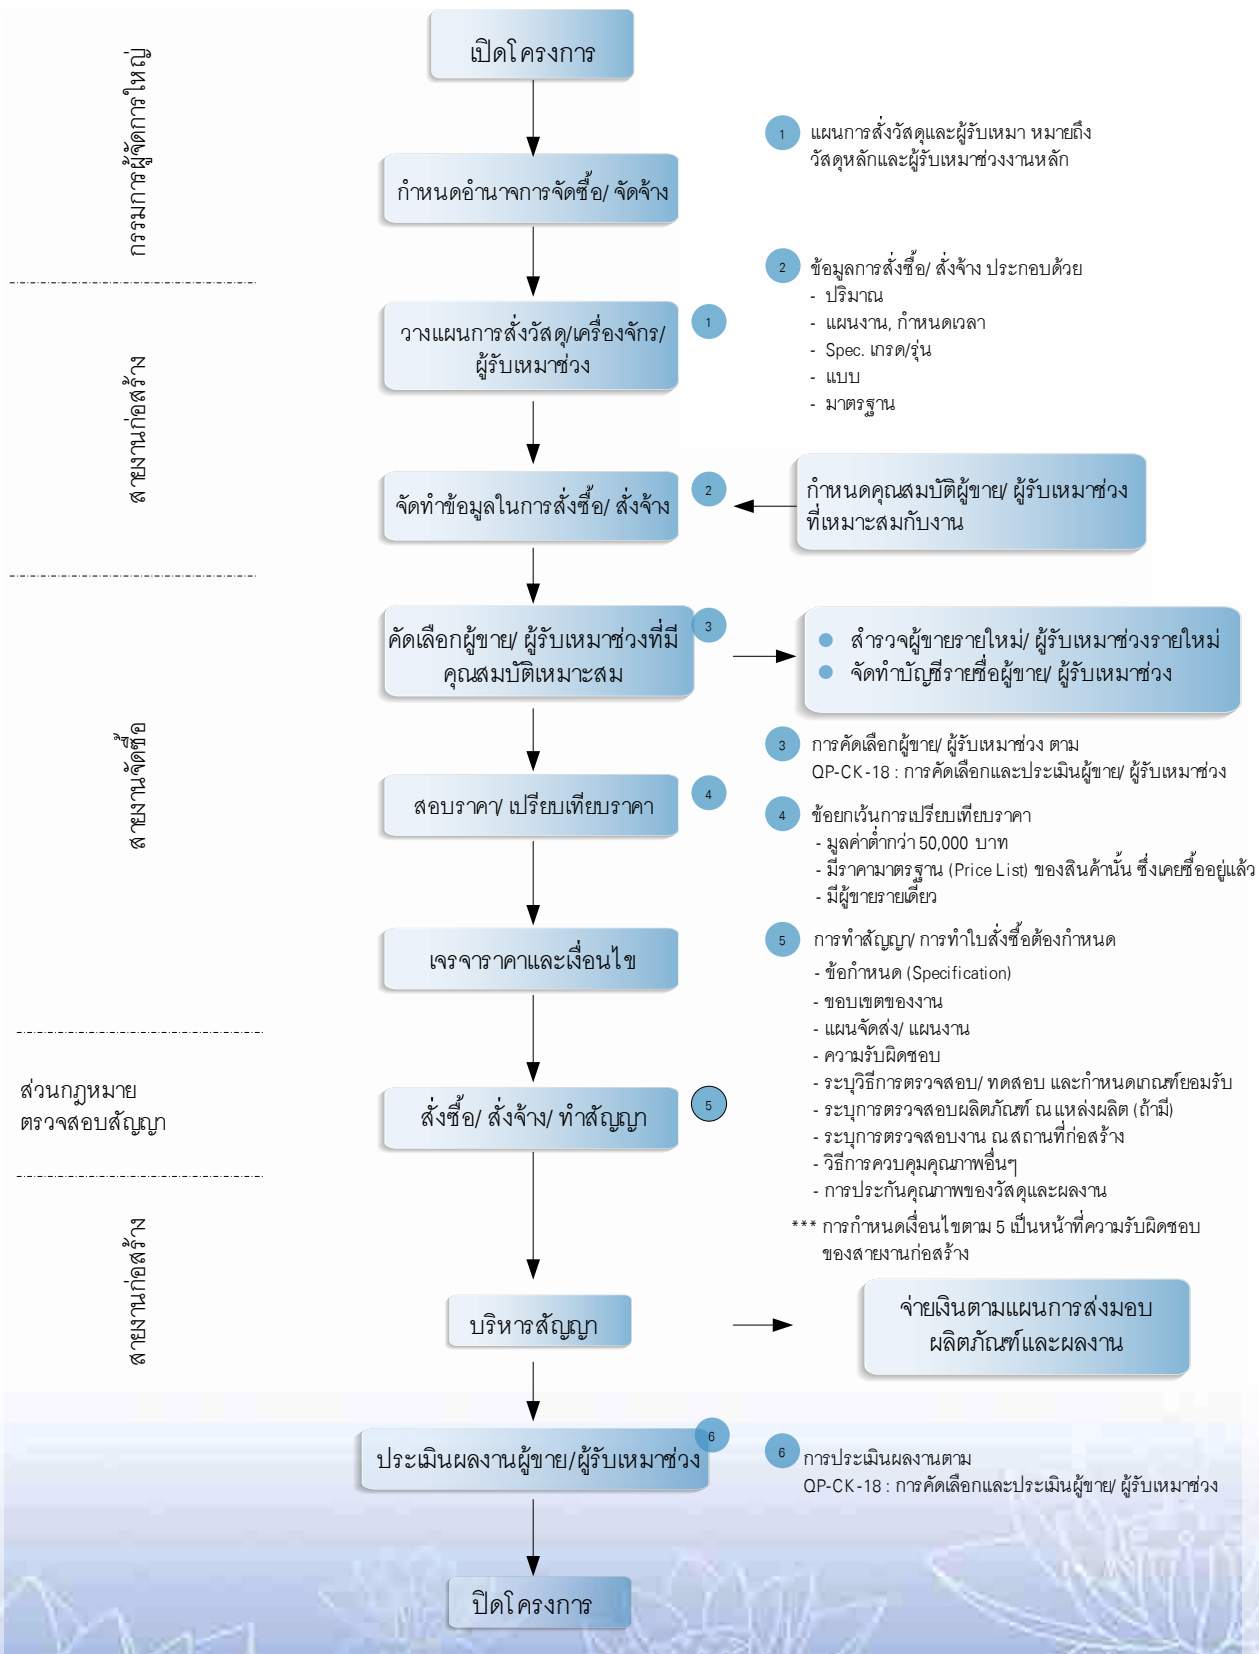 เปิดโครงการ
กรรมการผู้จัดการใหญ่
1 แผนการสั่งวัสดุและผู้รับเหมา หมายถึง
วัสดุหลักและผู้รับเหมาช่วงงานหลัก
กำหนดอำนาจการจัดซื้อ/ จัดจ้าง
2 ข้อมูลการสั่งซื้อ/ สั่งจ้าง ประกอบด้วย
- ปริมาณ
- แผนงาน, กำหนดเวลา
- Spec. เกรด/รุ่น
- แบบ
- มาตรฐาน
วางแผนการสั่งวัสดุ/เครื่องจักร/
ผู้รับเหมาช่วง
1
สายงานก่อสร้าง
จัดทำข้อมูลในการสั่งซื้อ/ สั่งจ้าง
2
กำหนดคุณสมบัติผู้ขาย/ ผู้รับเหมาช่วง
ที่เหมาะสมกับงาน
คัดเลือกผู้ขาย/ ผู้รับเหมาช่วงที่มี
คุณสมบัติเหมาะสม
3
สำรวจผู้ขายรายใหม่/ ผู้รับเหมาช่วงรายใหม่
จัดทำบัญชีรายชื่อผู้ขาย/ ผู้รับเหมาช่วง
สายงานจัดซื้อ
3 การคัดเลือกผู้ขาย/ ผู้รับเหมาช่วง ตาม
QP-CK-18 : การคัดเลือกและประเมินผู้ขาย/ ผู้รับเหมาช่วง
สอบราคา/ เปรียบเทียบราคา
4
4 ข้อยกเว้นการเปรียบเทียบราคา
- มูลค่าต่ำกว่า 50,000 บาท
- มีราคามาตรฐาน (Price List) ของสินค้านั้น ซึ่งเคยซื้ออยู่แล้ว
- มีผู้ขายรายเดียว
เจรจาราคาและเงื่อนไข
5 การทำสัญญา/ การทำใบสั่งซื้อต้องกำหนด
- ข้อกำหนด (Specification)
- ขอบเขตของงาน
- แผนจัดส่ง/ แผนงาน
- ความรับผิดชอบ
- ระบุวิธีการตรวจสอบ/ ทดสอบ และกำหนดเกณฑ์ยอมรับ
- ระบุการตรวจสอบผลิตภัณฑ์ ณ แหล่งผลิต (ถ้ามี)
- ระบุการตรวจสอบงาน ณ สถานที่ก่อสร้าง
- วิธีการควบคุมคุณภาพอื่นๆ
- การประกันคุณภาพของวัสดุและผลงาน
*** การกำหนดเงื่อนไขตาม 5 เป็นหน้าที่ความรับผิดชอบ
ของสายงานก่อสร้าง
ส่วนกฎหมาย
ตรวจสอบสัญญา
สั่งซื้อ/ สั่งจ้าง/ ทำสัญญา
5
สายงานก่อสร้าง
บริหารสัญญา
จ่ายเงินตามแผนการส่งมอบ
ผลิตภัณฑ์และผลงาน
ประเมินผลงานผู้ขาย/ผู้รับเหมาช่วง
6
6 การประเมินผลงานตาม
QP-CK-18 : การคัดเลือกและประเมินผู้ขาย/ ผู้รับเหมาช่วง
ปิดโครงการ